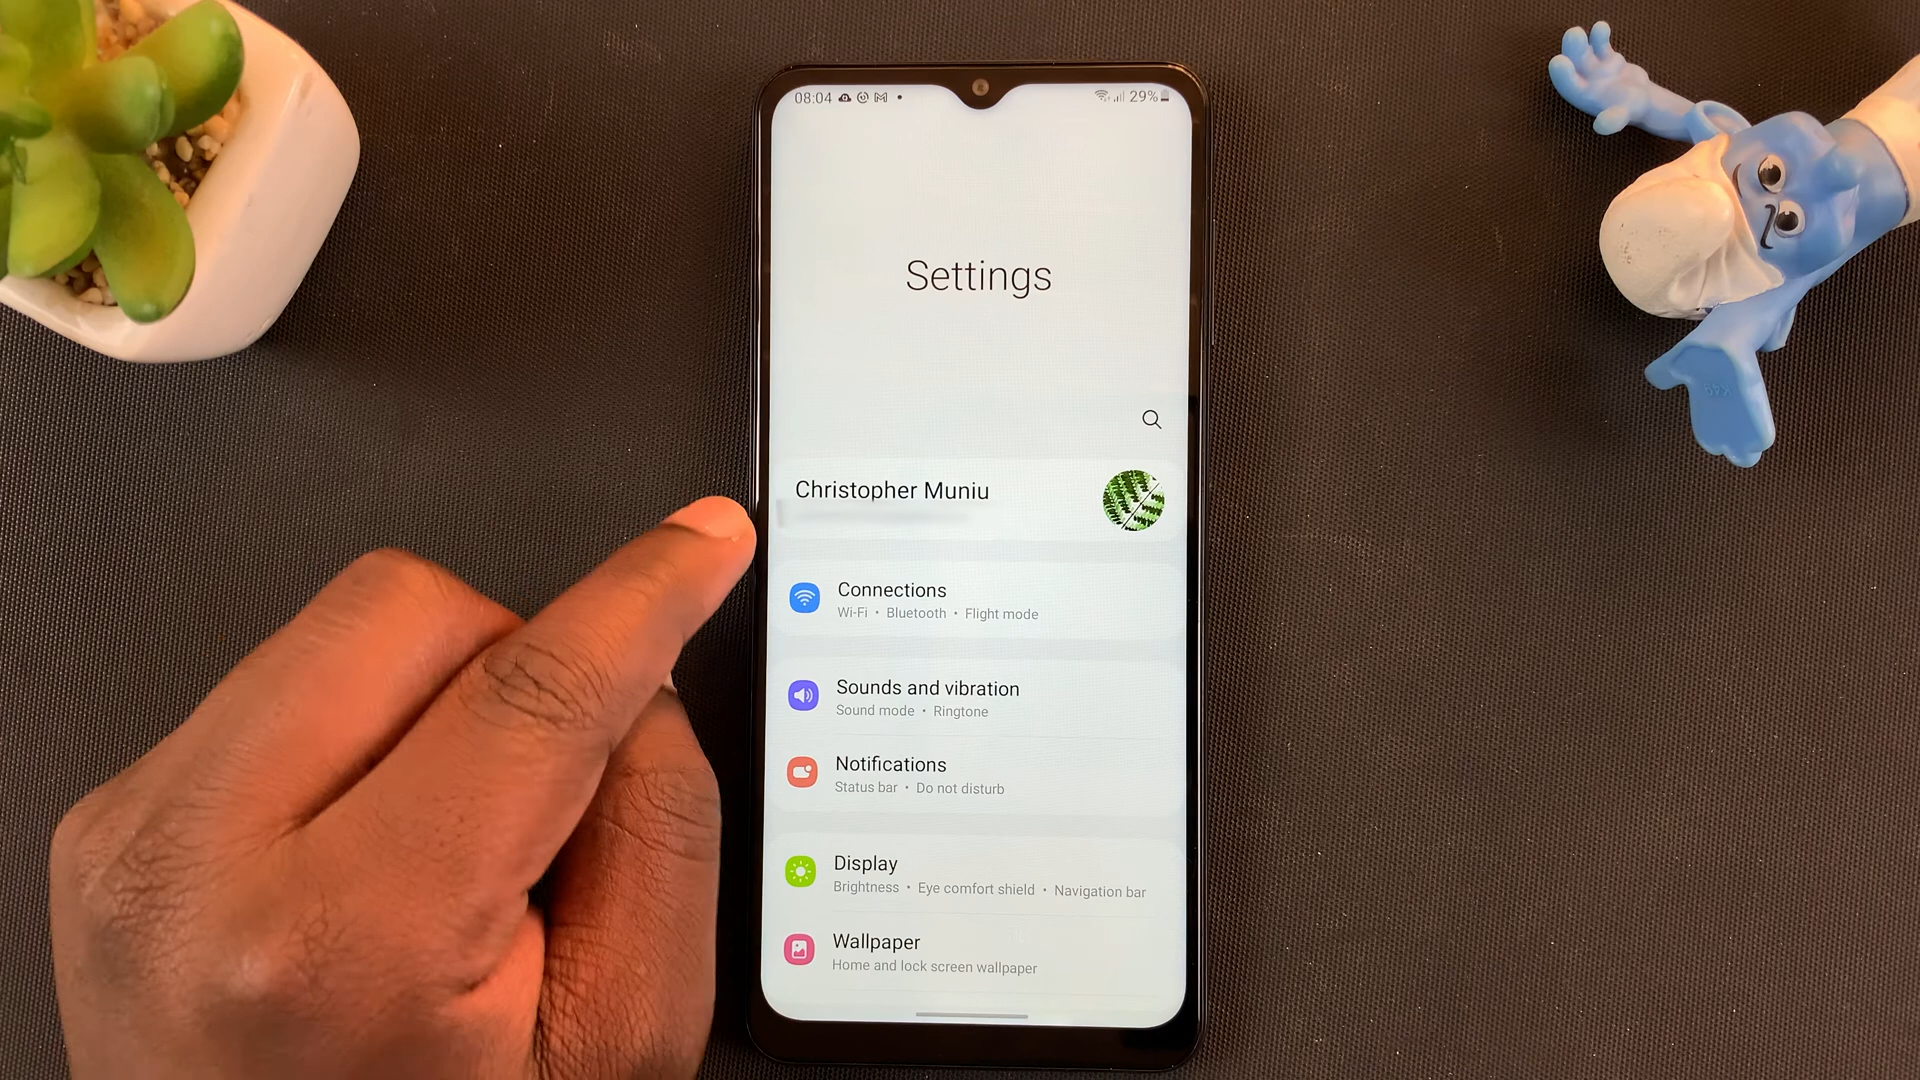 08:04
29%
Settings
Christopher Muniu
Connections
Wi-Fi • Bluetooth • Flight mode
Sounds and vibration
Sound mode • Ringtone
Notifications
Status bar • Do not disturb
Display
Brightness • Eye comfort shield • Navigation bar
Wallpaper
Home and lock screen wallpaper